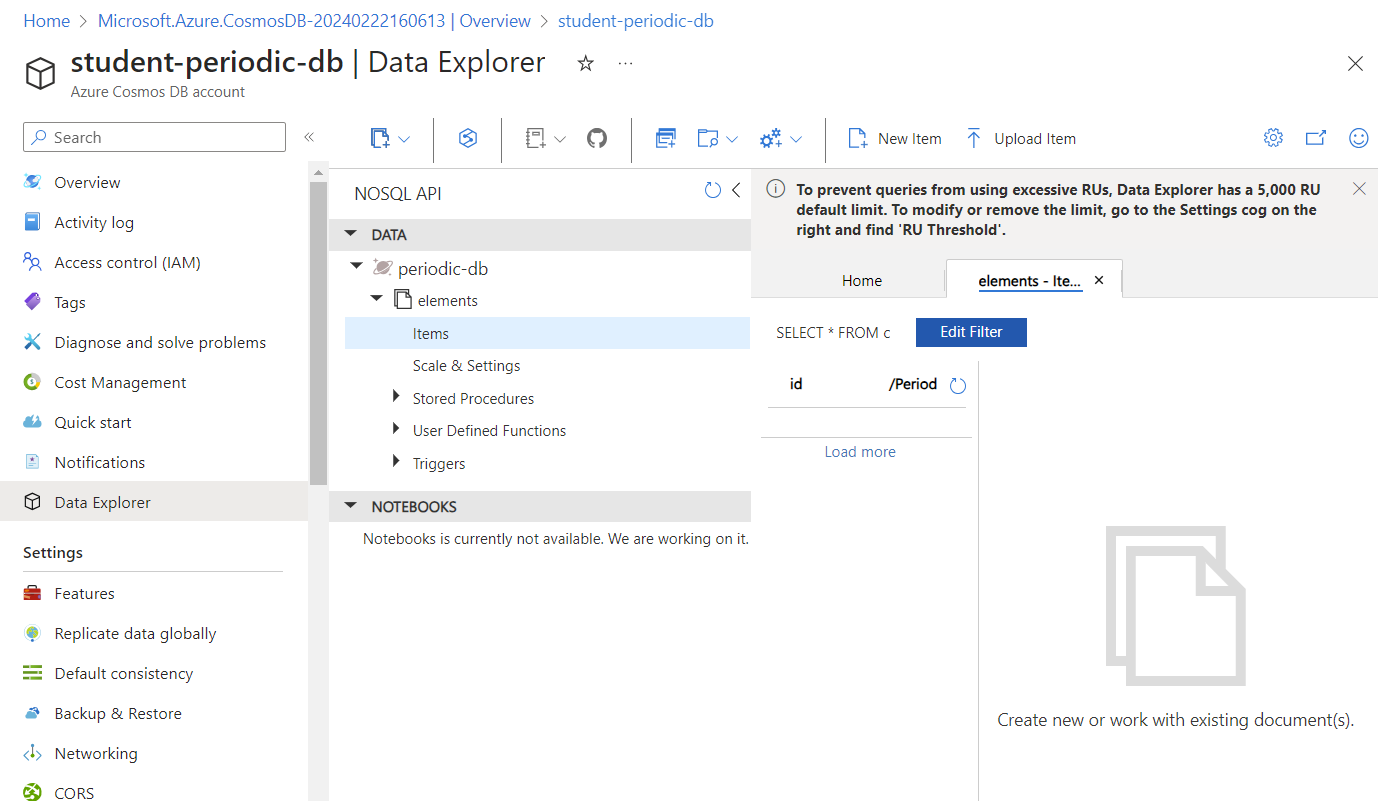 Home > Microsoft.Azure.CosmosDB-20240222160613 | Overview > student-periodic-db
student-periodic-db | Data Explorer
Azure Cosmos DB account
Search
Overview
Activity log
Access control (IAM)
Tags
Diagnose and solve problems
Cost Management
Quick start
Notifications
Data Explorer
Settings
Features
Replicate data globally
Default consistency
Backup & Restore
Networking
CORS
New Item
Upload Item
NOSQL API
DATA
periodic-db
elements
Items
Scale & Settings
Stored Procedures
User Defined Functions
Triggers
NOTEBOOKS
Notebooks is currently not available. We are working on it.
To prevent queries from using excessive RUs, Data Explorer has a 5,000 RU
default limit. To modify or remove the limit, go to the Settings cog on the
right and find 'RU Threshold'.
Home
elements - Ite...
SELECT * FROM c
Edit Filter
id /Period
Load more
Create new or work with existing document(s).